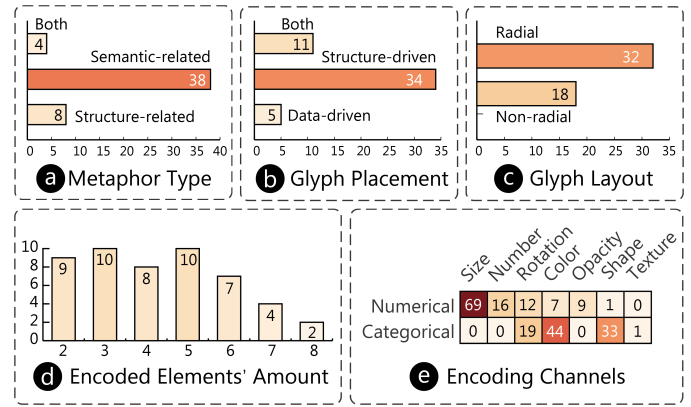 Both
4
Semantic-related
38
8 Structure-related
0 5 10 15 20 25 30 35 40
a Metaphor Type
Both
11
Structure-driven
34
5 Data-driven
0 5 10 15 20 25 30 35
b Glyph Placement
Radial
32
18
Non-radial
0 5 10 15 20 25 30 35
c Glyph Layout
10
8
6
4
2
0
9 10 8 10 7 4 2
2 3 4 5 6 7 8
d Encoded Elements' Amount
Size Number Rotation Color Opacity Shape Texture
Numerical 69 16 12 7 9 1 0
Categorical 0 0 19 44 0 33 1
e Encoding Channels